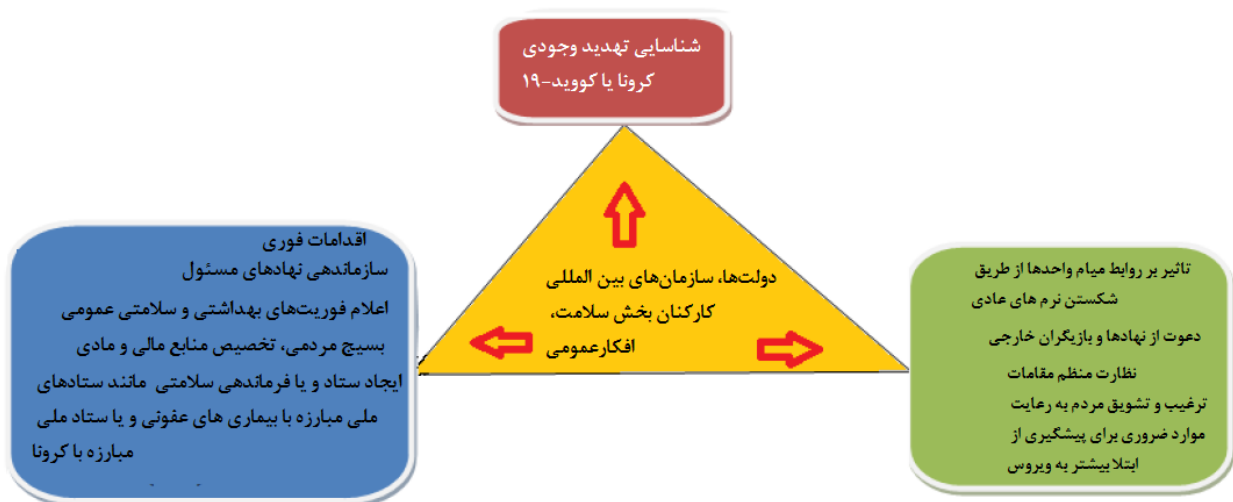 شناسایی تهدید وجودی
کرونا یا کووید-۱۹
دولت‌ها، سازمان‌های بین المللی
کارکنان بخش سلامت،
افکارعمومی
تاثیر بر روابط میام واحدها از طریق
شکستن نرم های عادی
دعوت از نهادها و بازیگران خارجی
نظارت منظم مقامات
ترغیب و تشویق مردم به رعایت
موارد ضروری برای پیشگیری از
ابتلا بیشتر به ویروس
اقدامات فوری
سازماندهی نهادهای مسئول
اعلام فوریت‌های بهداشتی و سلامتی عمومی
بسیج مردمی، تخصیص منابع مالی و مادی
ایجاد ستاد و یا فرماندهی سلامتی مانند ستادهای
ملی مبارزه با بیماری های عفونی و یا ستاد ملی
مبارزه با کرونا